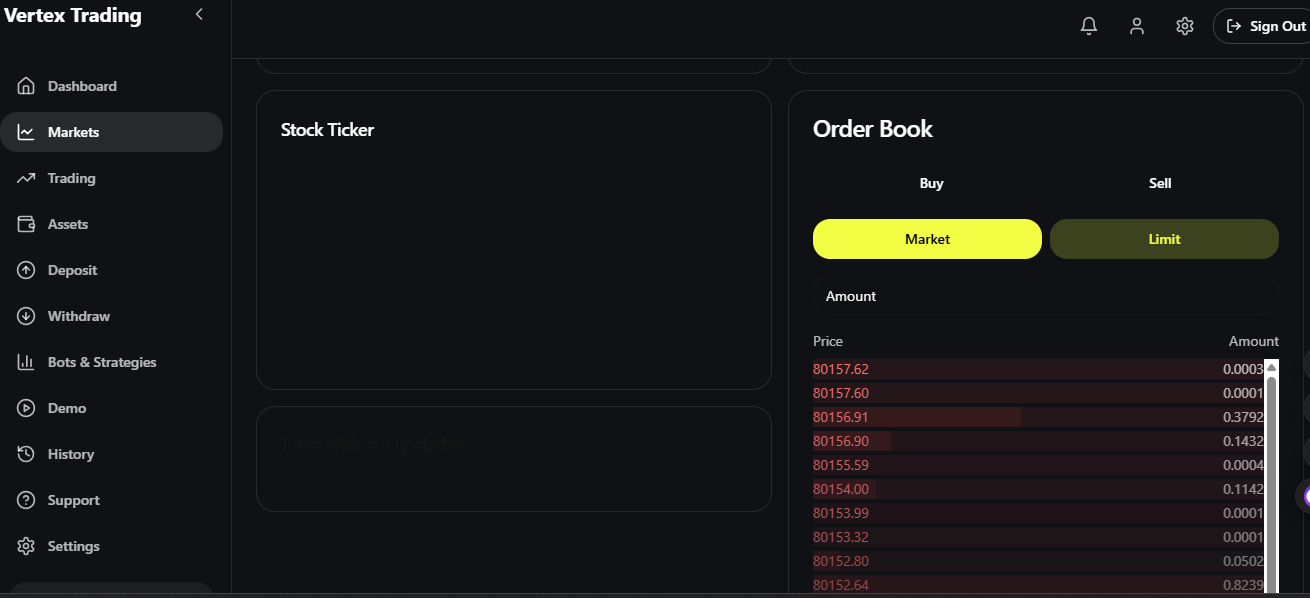 Vertex Trading
Sign Out
Dashboard
Markets
Trading
Assets
Deposit
Withdraw
Bots & Strategies
Demo
History
Support
Settings
Stock Ticker
Live Price Updates
Order Book
Buy Sell
Market Limit
Amount
Price Amount
80157.62 0.0003
80157.60 0.0001
80156.91 0.3792
80156.90 0.1432
80155.59 0.0004
80154.00 0.1142
80153.99 0.0001
80153.32 0.0001
80152.80 0.0502
80152.64 0.8239